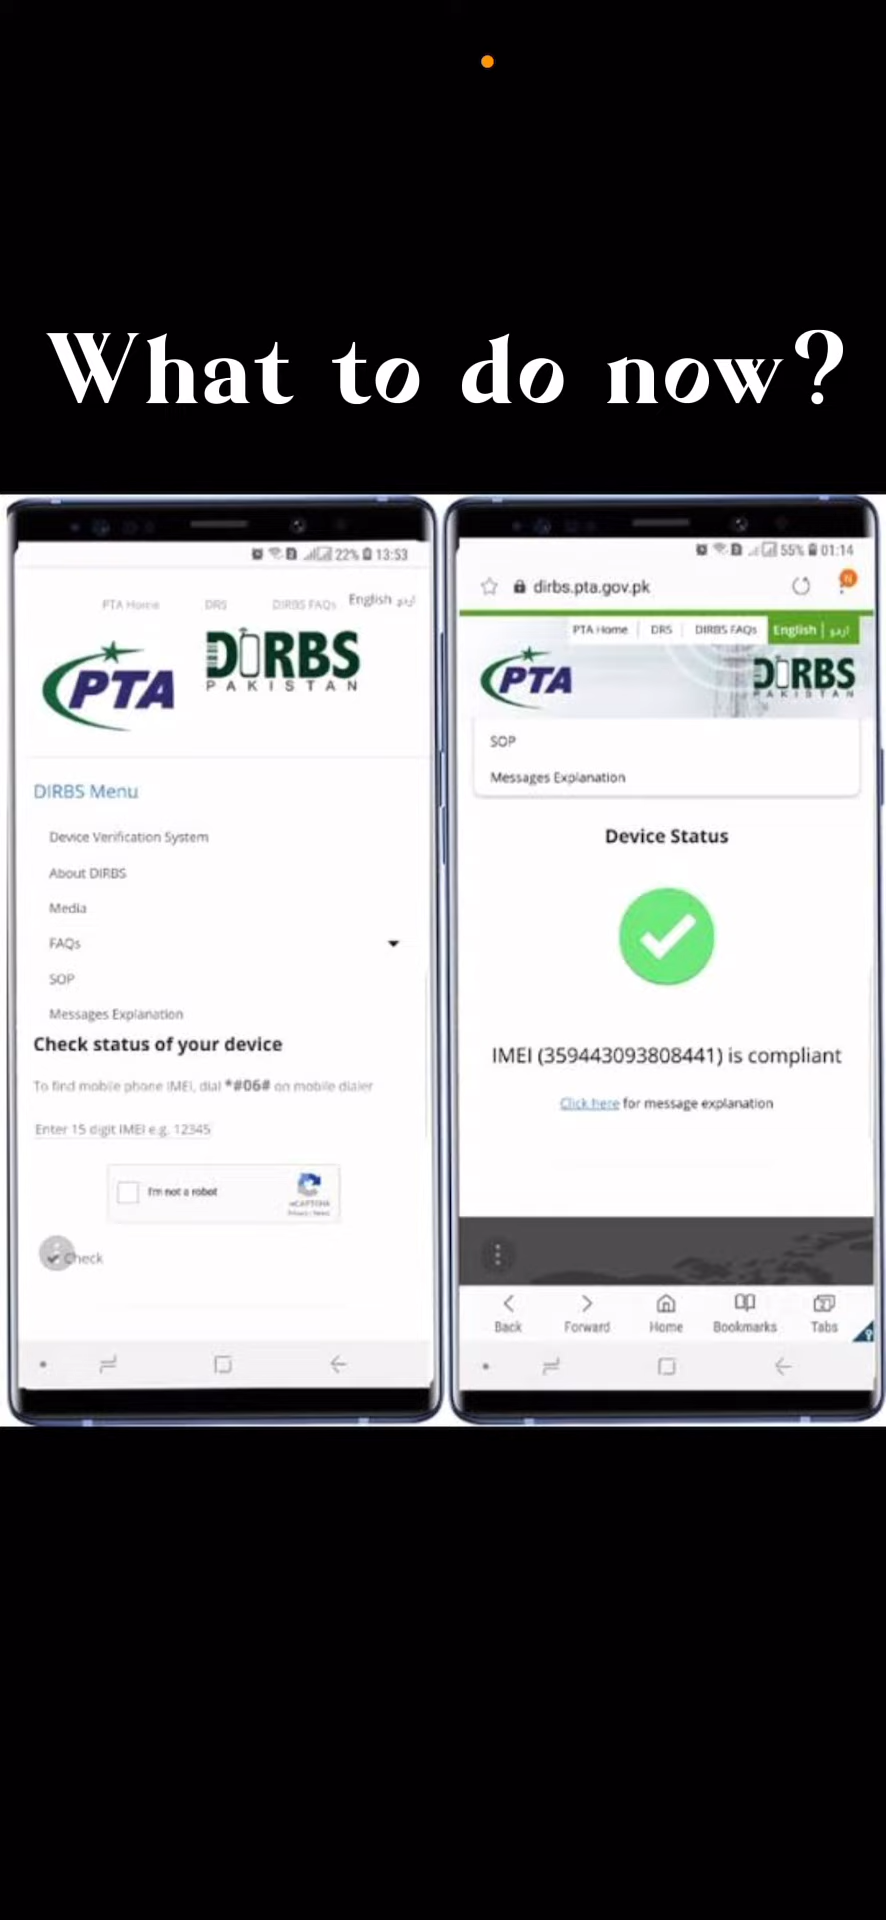 What to do now?
22% 13:53
PTA Home DRS DIRBS FAQs English اردو
PTA
DIRBS
PAKISTAN
DIRBS Menu
Device Verification System
About DIRBS
Media
FAQs
SOP
Messages Explanation
Check status of your device
To find mobile phone IMEI, dial *#06# on mobile dialer
Enter 15 digit IMEI e.g. 12345
I'm not a robot
reCAPTCHA
Privacy - Terms
Check
55% 01:14
dirbs.pta.gov.pk
N
PTA Home DRS DIRBS FAQs English اردو
PTA
DIRBS
PAKISTAN
SOP
Messages Explanation
Device Status
IMEI (359443093808441) is compliant
Click here for message explanation
Back Forward Home Bookmarks Tabs